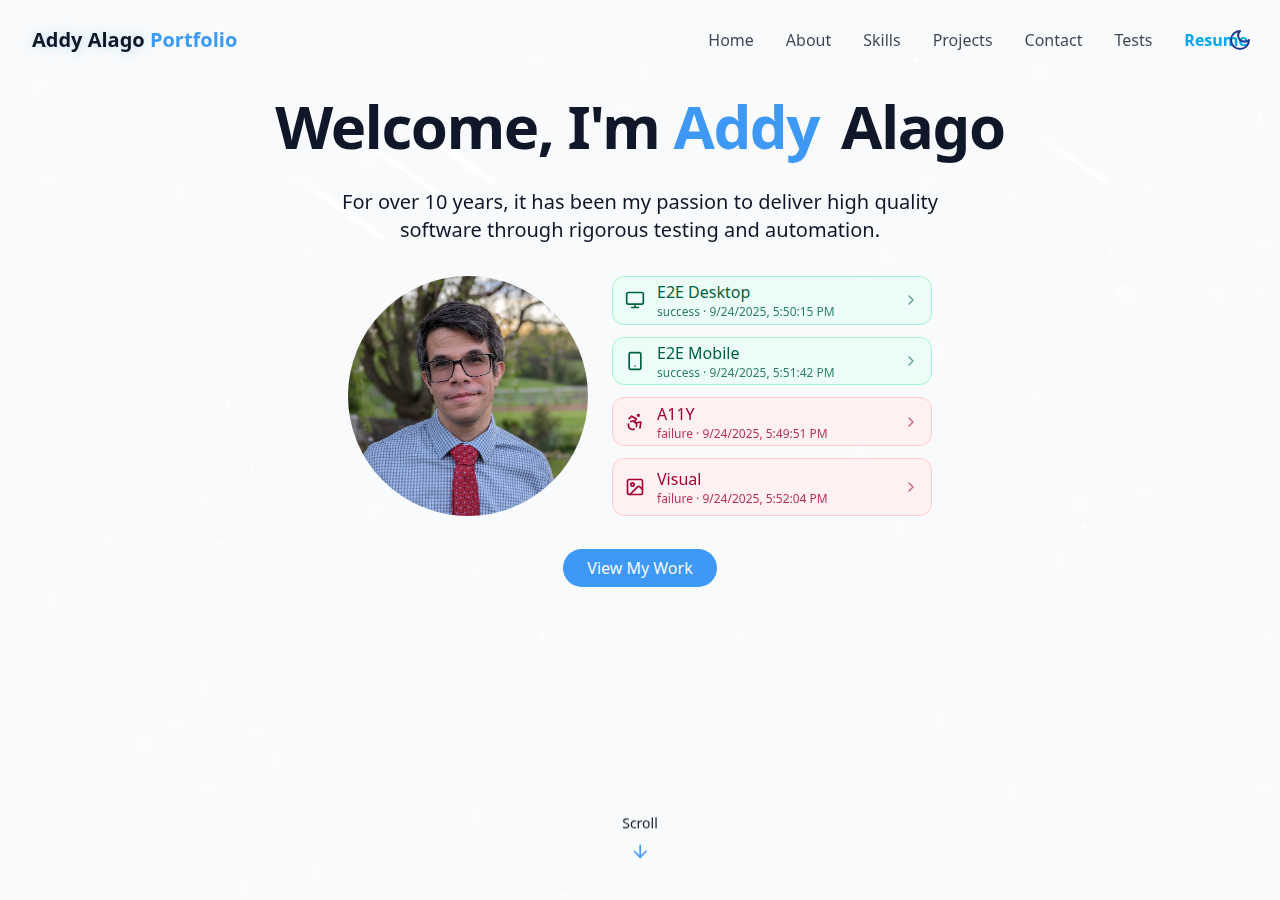 Addy Alago Portfolio
Home About Skills Projects Contact Tests Resume
Welcome, I'm Addy Alago
For over 10 years, it has been my passion to deliver high quality
software through rigorous testing and automation.
E2E Desktop
success · 9/24/2025, 5:50:15 PM
E2E Mobile
success · 9/24/2025, 5:51:42 PM
A11Y
failure · 9/24/2025, 5:49:51 PM
Visual
failure · 9/24/2025, 5:52:04 PM
View My Work
Scroll